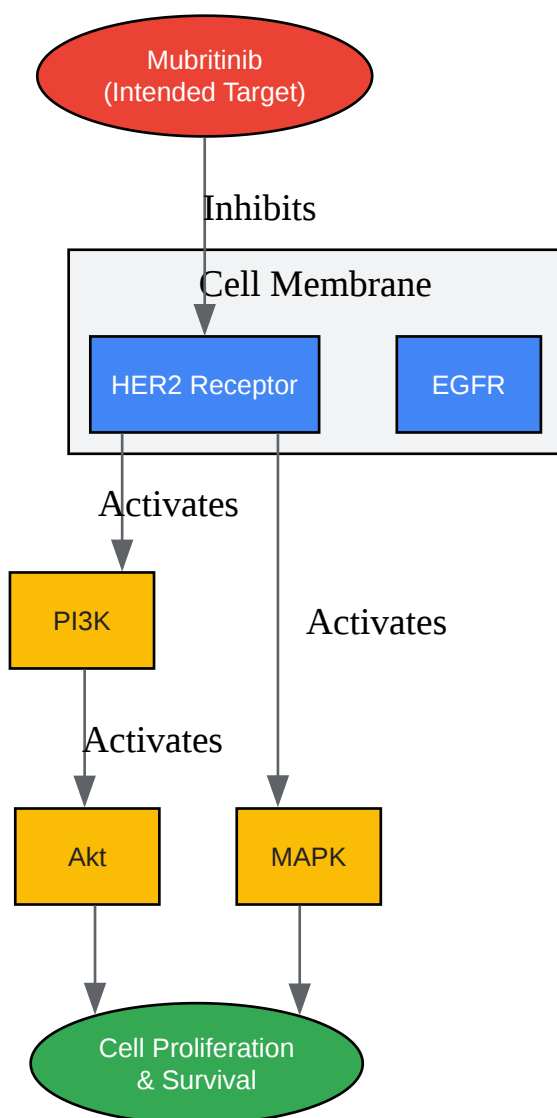 Mubritinib
(Intended Target)
Inhibits
Cell Membrane
HER2 Receptor
EGFR
Activates
PI3K
Activates
Activates
Akt
MAPK
Cell Proliferation
& Survival